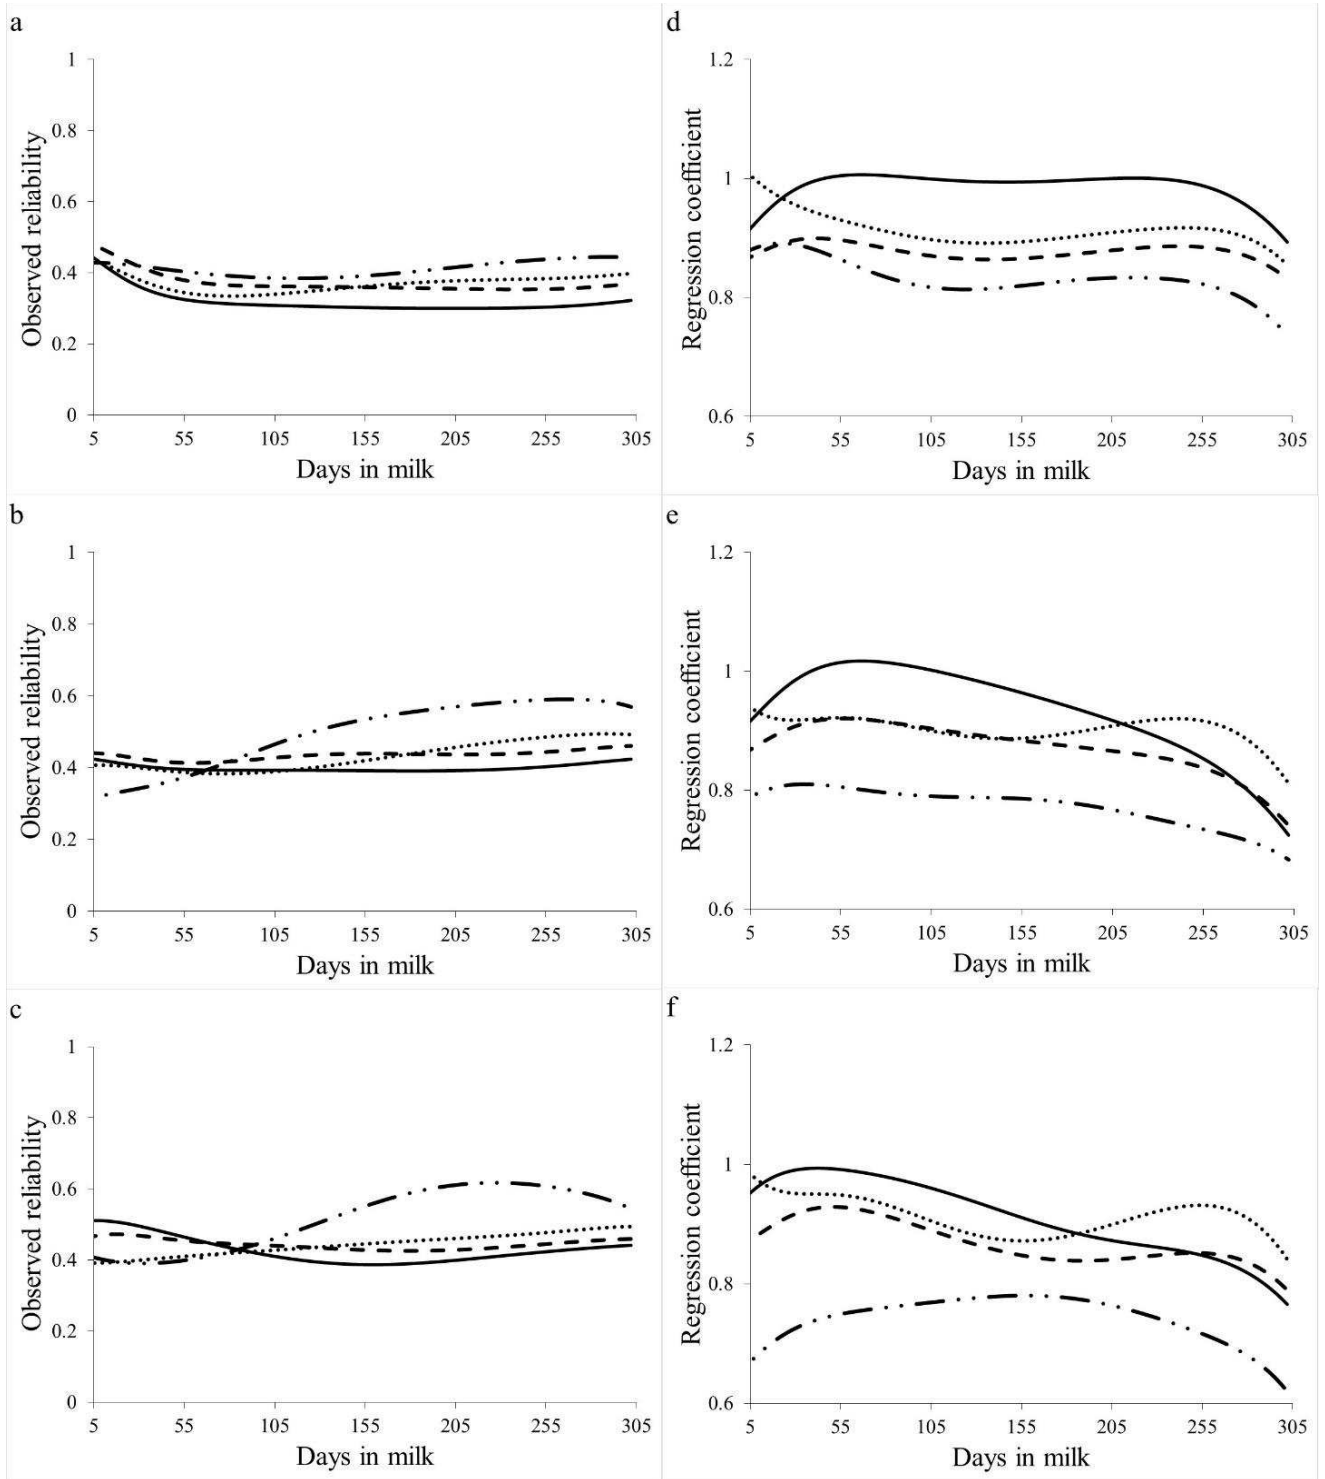 a
Observed reliability
1
0.8
0.6
0.4
0.2
0
5 55 105 155 205 255 305
Days in milk
d
Regression coefficient
1.2
1
0.8
0.6
5 55 105 155 205 255 305
Days in milk
b
Observed reliability
1
0.8
0.6
0.4
0.2
0
5 55 105 155 205 255 305
Days in milk
e
Regression coefficient
1.2
1
0.8
0.6
5 55 105 155 205 255 305
Days in milk
c
Observed reliability
1
0.8
0.6
0.4
0.2
0
5 55 105 155 205 255 305
Days in milk
f
Regression coefficient
1.2
1
0.8
0.6
5 55 105 155 205 255 305
Days in milk